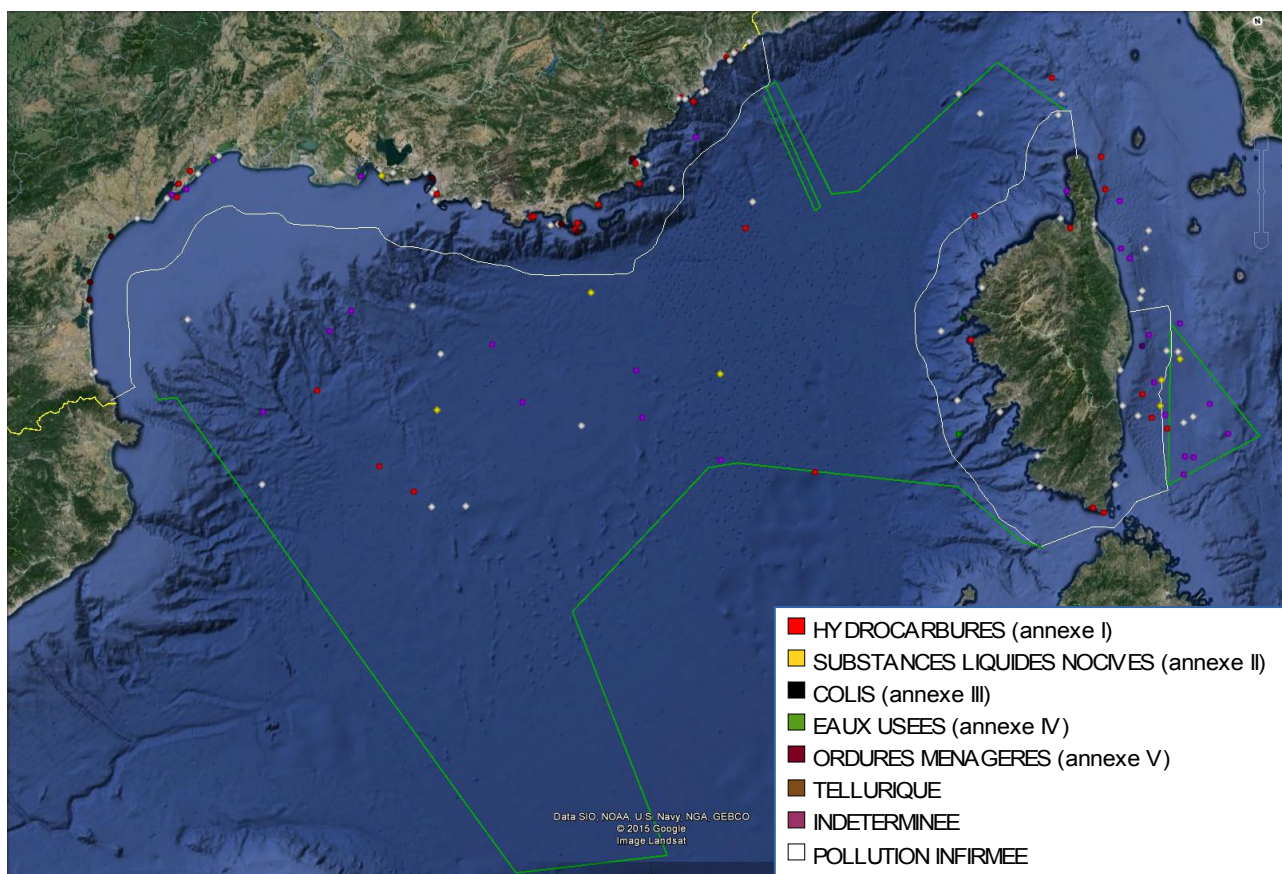 N
Data SIO, NOAA, U.S. Navy, NGA, GEBCO
© 2015 Google
Image Landsat
HYDROCARBURES (annexe I)
SUBSTANCES LIQUIDES NOCIVES (annexe II)
COLIS (annexe III)
EAUX USEES (annexe IV)
ORDURES MENAGERES (annexe V)
TELLURIQUE
INDETERMINEE
POLLUTION INFIRMEE